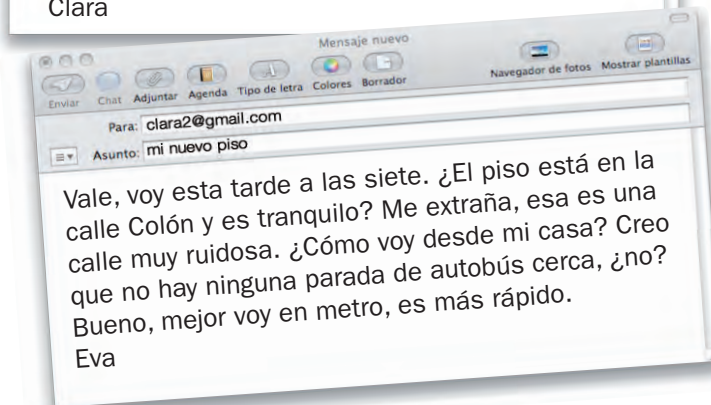 Clara
Mensaje nuevo
Enviar Chat Adjuntar Agenda Tipo de letra Colores Borrador Navegador de fotos Mostrar plantillas
Para: clara2@gmail.com
Asunto: mi nuevo piso
Vale, voy esta tarde a las siete. ¿El piso está en la
calle Colón y es tranquilo? Me extraña, esa es una
calle muy ruidosa. ¿Cómo voy desde mi casa? Creo
que no hay ninguna parada de autobús cerca, ¿no?
Bueno, mejor voy en metro, es más rápido.
Eva